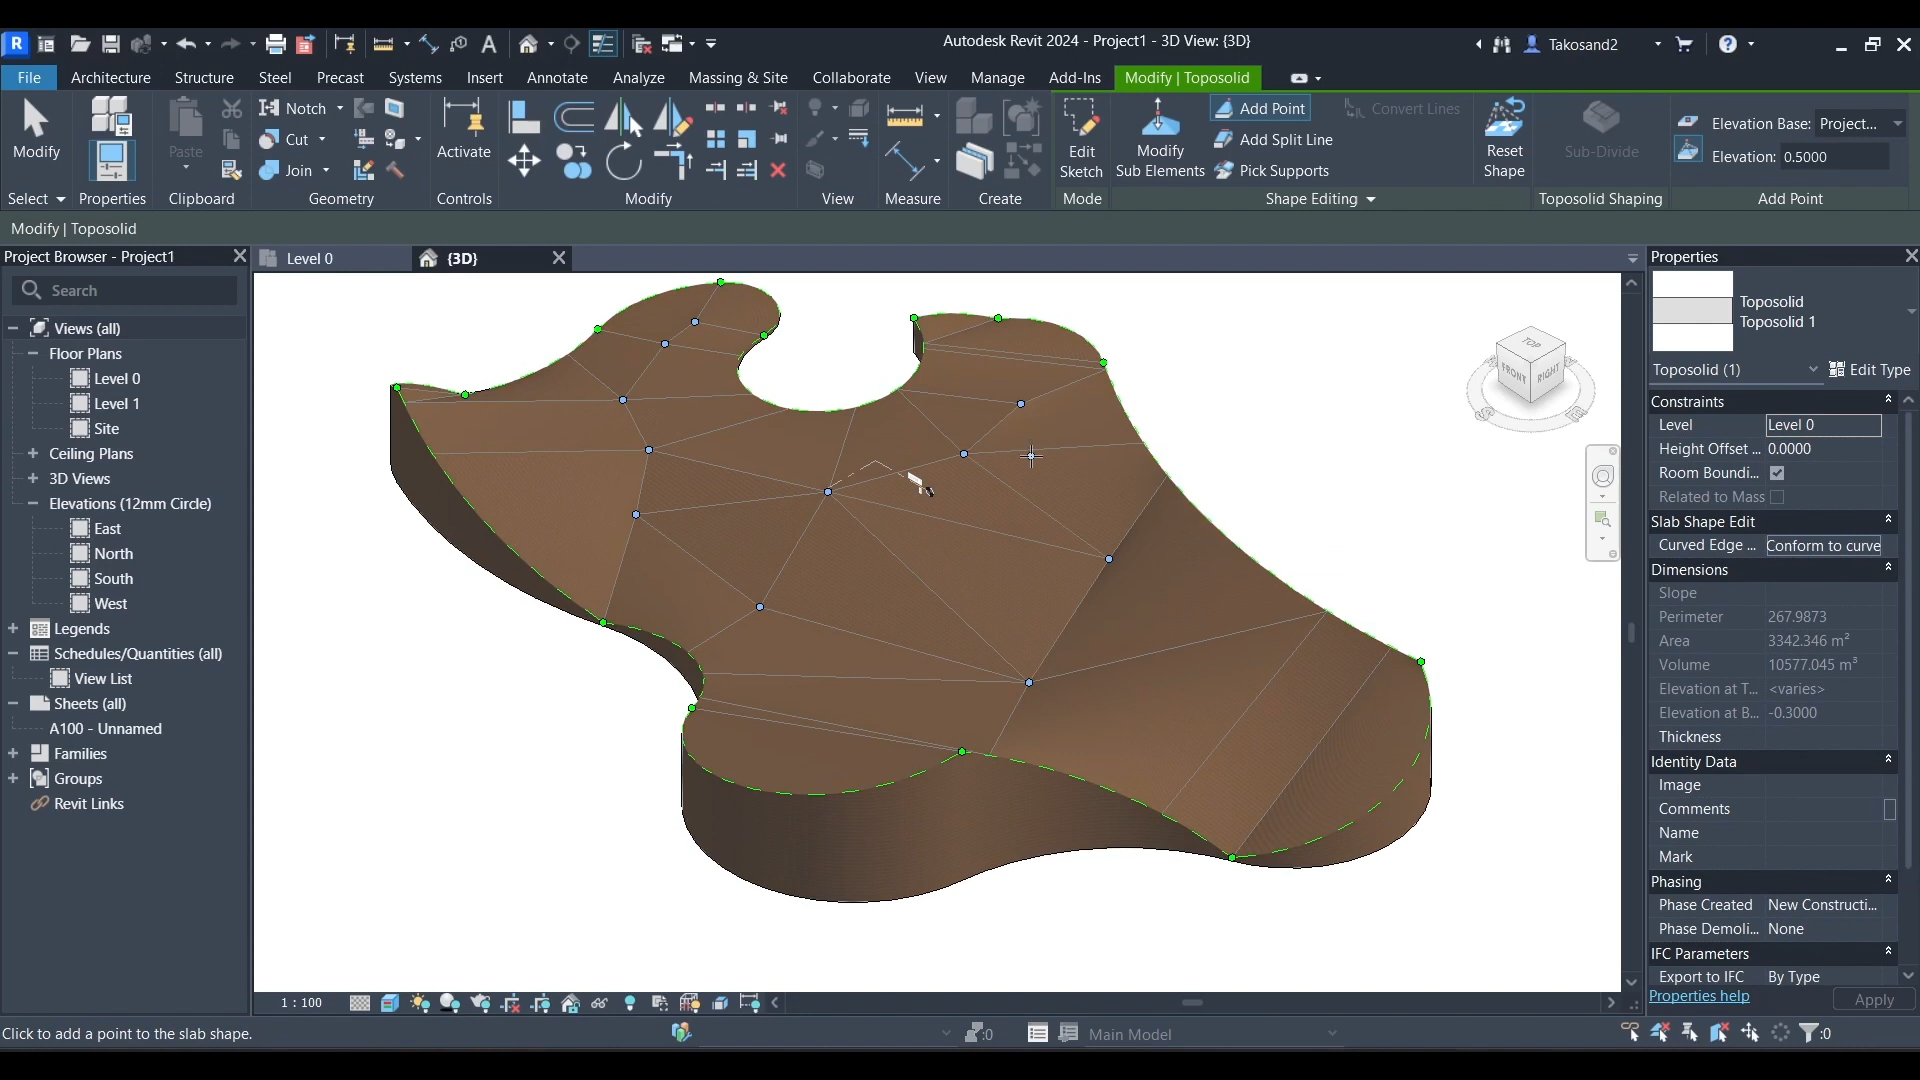 R
Autodesk Revit 2024 - Project1 - 3D View: {3D}
Takosand2
File
Architecture
Structure
Steel
Precast
Systems
Insert
Annotate
Analyze
Massing & Site
Collaborate
View
Manage
Add-Ins
Modify | Toposolid
Modify
Paste
Notch
Cut
Join
Activate
Edit
Sketch
Modify
Sub Elements
Add Point
Add Split Line
Pick Supports
Convert Lines
Reset
Shape
Sub-Divide
Elevation Base: Project...
Elevation: 0.5000
Select
Properties
Clipboard
Geometry
Controls
Modify
View
Measure
Create
Mode
Shape Editing
Toposolid Shaping
Add Point
Modify | Toposolid
Project Browser - Project1
Search
Views (all)
Floor Plans
Level 0
Level 1
Site
Ceiling Plans
3D Views
Elevations (12mm Circle)
East
North
South
West
Legends
Schedules/Quantities (all)
View List
Sheets (all)
A100 - Unnamed
Families
Groups
Revit Links
Level 0
{3D}
TOP
FRONT
RIGHT
Properties
Toposolid
Toposolid 1
Toposolid (1)
Edit Type
Constraints
Level Level 0
Height Offset ... 0.0000
Room Boundi...
Related to Mass
Slab Shape Edit
Curved Edge ... Conform to curve
Dimensions
Slope
Perimeter 267.9873
Area 3342.346 m²
Volume 10577.045 m³
Elevation at T... <varies>
Elevation at B... -0.3000
Thickness
Identity Data
Image
Comments
Name
Mark
Phasing
Phase Created New Constructi...
Phase Demoli... None
IFC Parameters
Export to IFC By Type
Properties help
Apply
1 : 100
Click to add a point to the slab shape.
:0
Main Model
:0